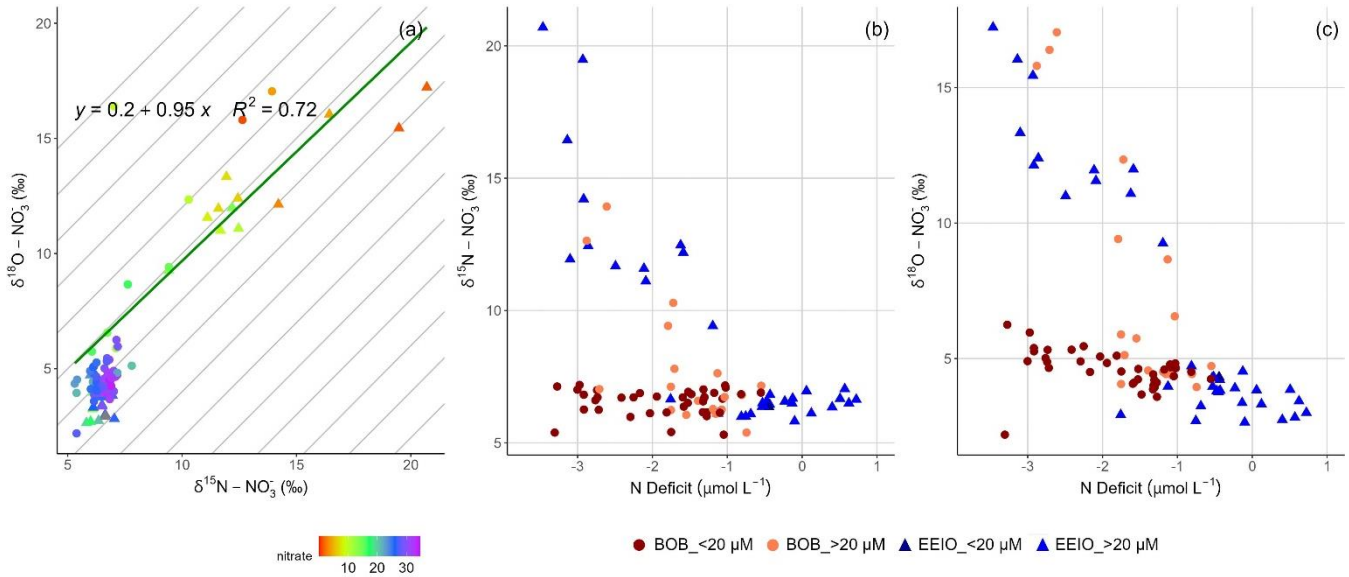 (a)
y = 0.2 + 0.95 x R² = 0.72
20
15
10
5
δ¹⁸O – NO₃⁻ (‰)
5 10 15 20
δ¹⁵N – NO₃⁻ (‰)
nitrate
10 20 30
(b)
20
15
10
5
δ¹⁵N – NO₃⁻ (‰)
-3 -2 -1 0 1
N Deficit (μmol L⁻¹)
(c)
15
10
5
δ¹⁸O – NO₃⁻ (‰)
-3 -2 -1 0 1
N Deficit (μmol L⁻¹)
BOB_<20 μM BOB_>20 μM EEIO_<20 μM EEIO_>20 μM